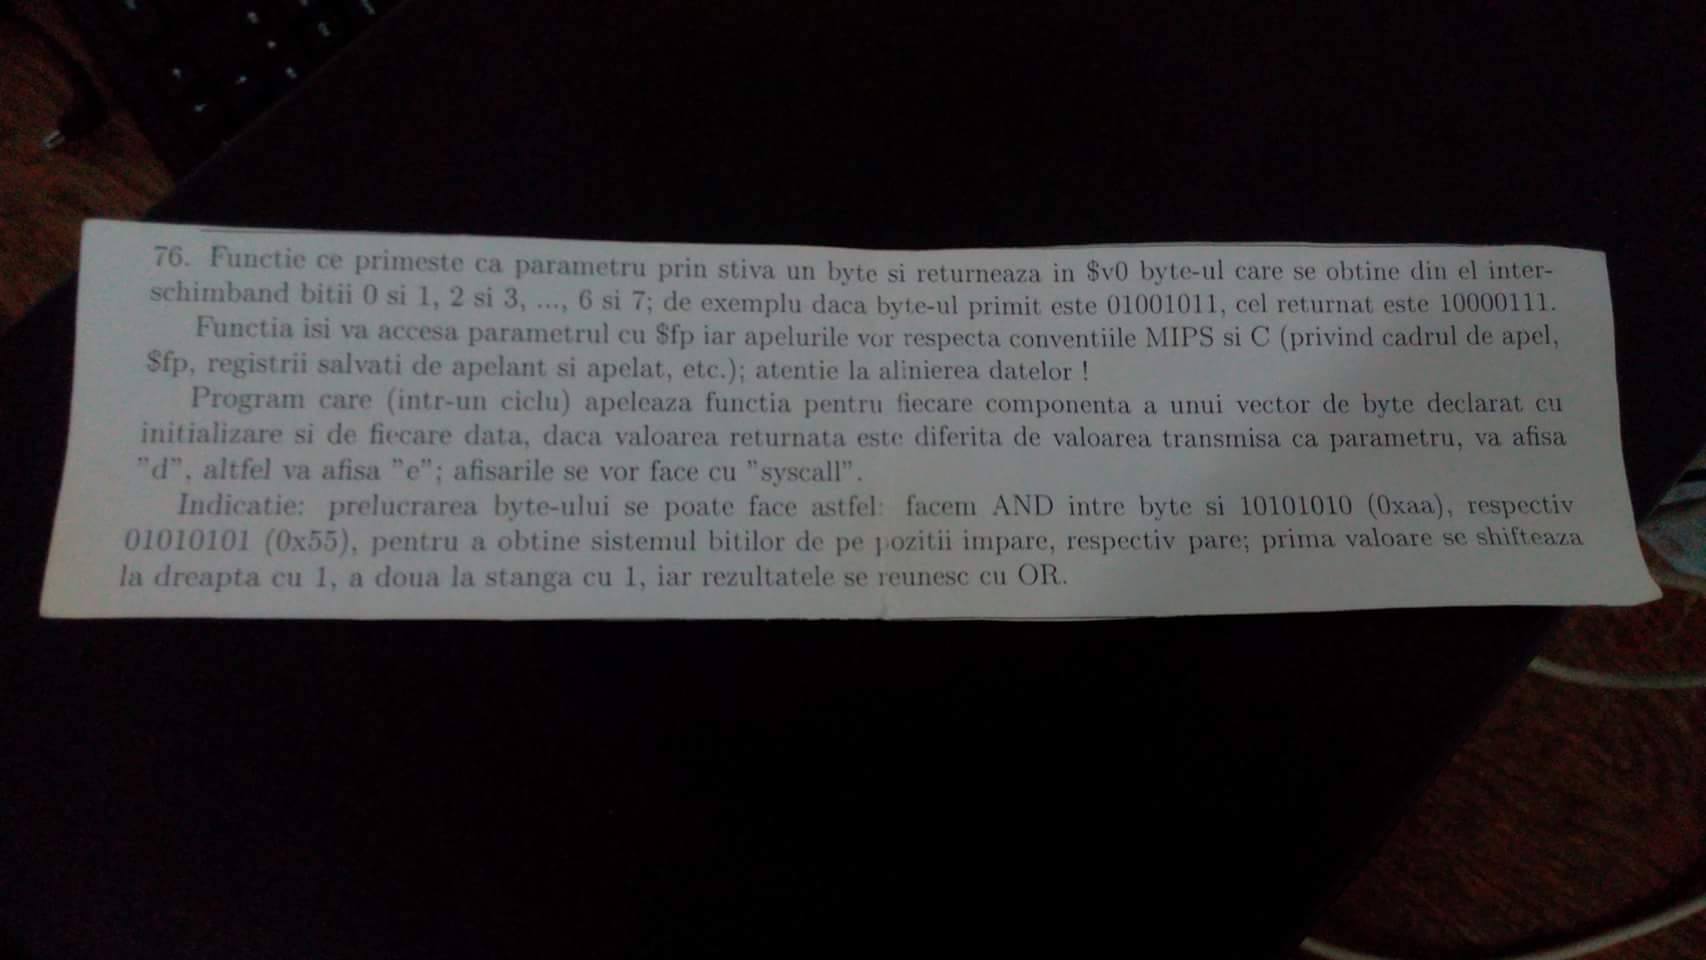 76. Functie ce primeste ca parametru prin stiva un byte si returneaza in $v0 byte-ul care se obtine din el inter-
schimband bitii 0 si 1, 2 si 3, ..., 6 si 7; de exemplu daca byte-ul primit este 01001011, cel returnat este 10000111.
Functia isi va accesa parametrul cu $fp iar apelurile vor respecta conventiile MIPS si C (privind cadrul de apel,
$fp, registrii salvati de apelant si apelat, etc.); atentie la alinierea datelor !
Program care (intr-un ciclu) apeleaza functia pentru fiecare componenta a unui vector de byte declarat cu
initializare si de fiecare data, daca valoarea returnata este diferita de valoarea transmisa ca parametru, va afisa
"d", altfel va afisa "e"; afisarile se vor face cu "syscall".
Indicatie: prelucrarea byte-ului se poate face astfel: facem AND intre byte si 10101010 (0xaa), respectiv
01010101 (0x55), pentru a obtine sistemul bitilor de pe pozitii impare, respectiv pare; prima valoare se shifteaza
la dreapta cu 1, a doua la stanga cu 1, iar rezultatele se reunesc cu OR.